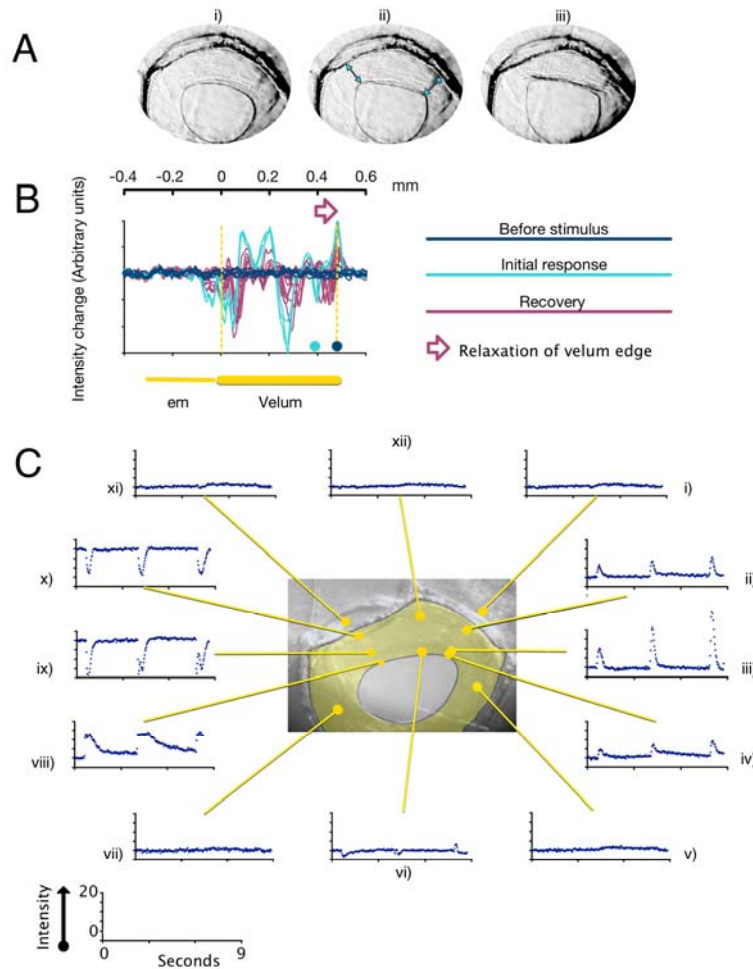 i)
ii)
iii)
A
-0.4
-0.2
0
0.2
0.4
0.6
mm
B
Intensity change (Arbitrary units)
Before stimulus
Initial response
Recovery
Relaxation of velum edge
em
Velum
C
xii)
xi)
i)
x)
ii)
ix)
iii)
viii)
iv)
vii)
vi)
v)
Intensity
20
0
0
9
Seconds